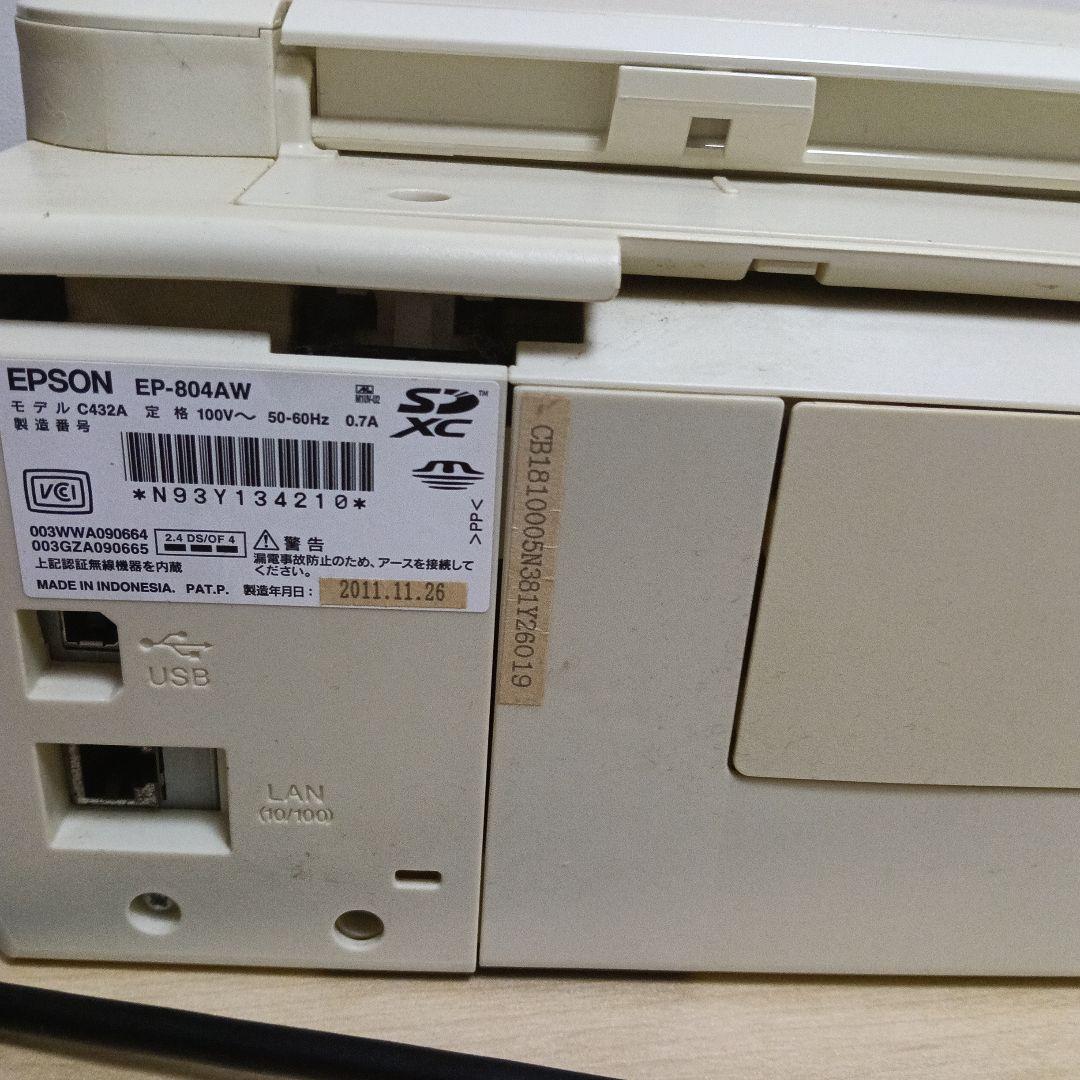 EPSON EP-804AW
モデル C432A 定格 100V～ 50-60Hz 0.7A
製造番号
SD XC™
*N93Y134210*
VCCI
003WWA090664
003GZA090665
2.4 DS/OF 4
上記認証無線機器を内蔵
警告
漏電事故防止のため、アースを接続して
ください。
>PP<
MADE IN INDONESIA. PAT.P. 製造年月日: 2011.11.26
CB1810005N381Y26019
USB
LAN
(10/100)